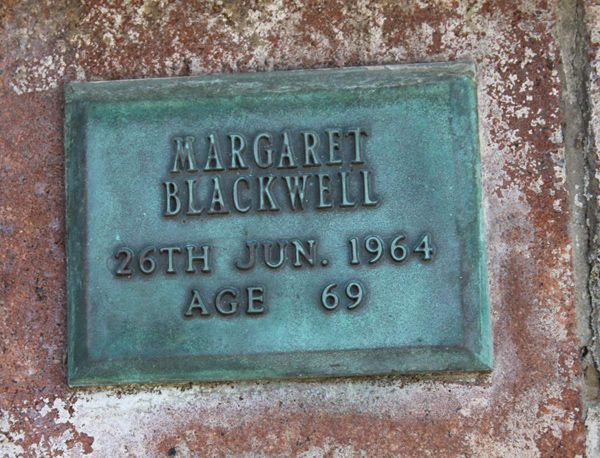 MARGARET
BLACKWELL
26TH JUN. 1964
AGE 69